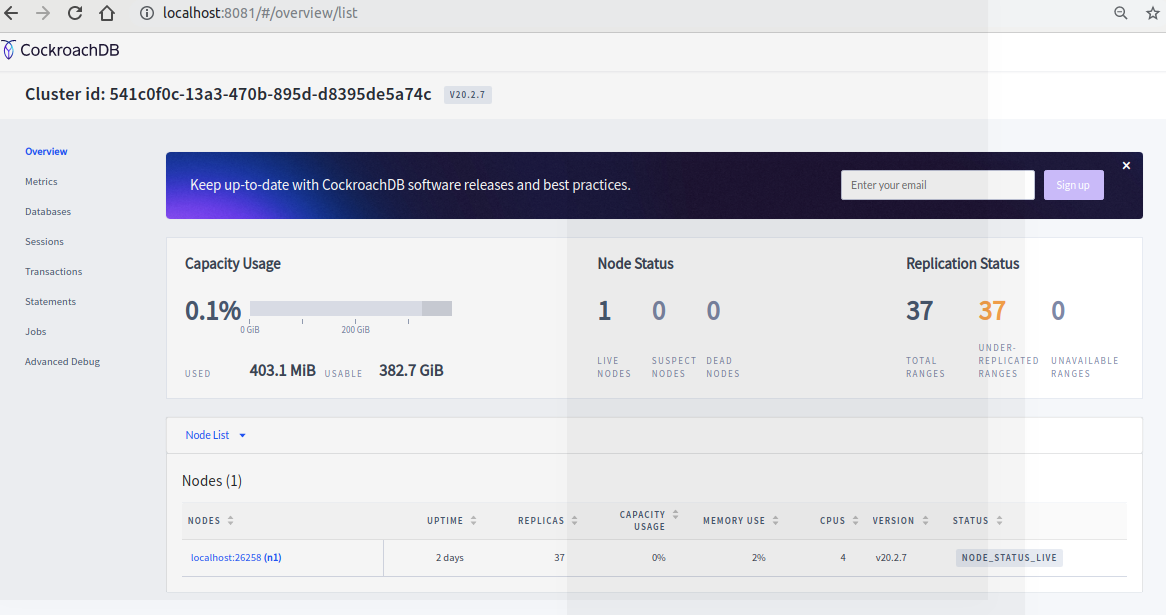 localhost:8081/#/overview/list
CockroachDB
Cluster id: 541c0f0c-13a3-470b-895d-d8395de5a74c V20.2.7
Overview
Metrics
Databases
Sessions
Transactions
Statements
Jobs
Advanced Debug
Keep up-to-date with CockroachDB software releases and best practices. Enter your email Sign up
Capacity Usage
0.1%
0 GiB 200 GiB
USED 403.1 MiB USABLE 382.7 GiB
Node Status
1 0 0
LIVE NODES SUSPECT NODES DEAD NODES
Replication Status
37 37 0
TOTAL RANGES UNDER-REPLICATED RANGES UNAVAILABLE RANGES
Node List
Nodes (1)
NODES UPTIME REPLICAS CAPACITY USAGE MEMORY USE CPUS VERSION STATUS
localhost:26258 (n1) 2 days 37 0% 2% 4 v20.2.7 NODE_STATUS_LIVE